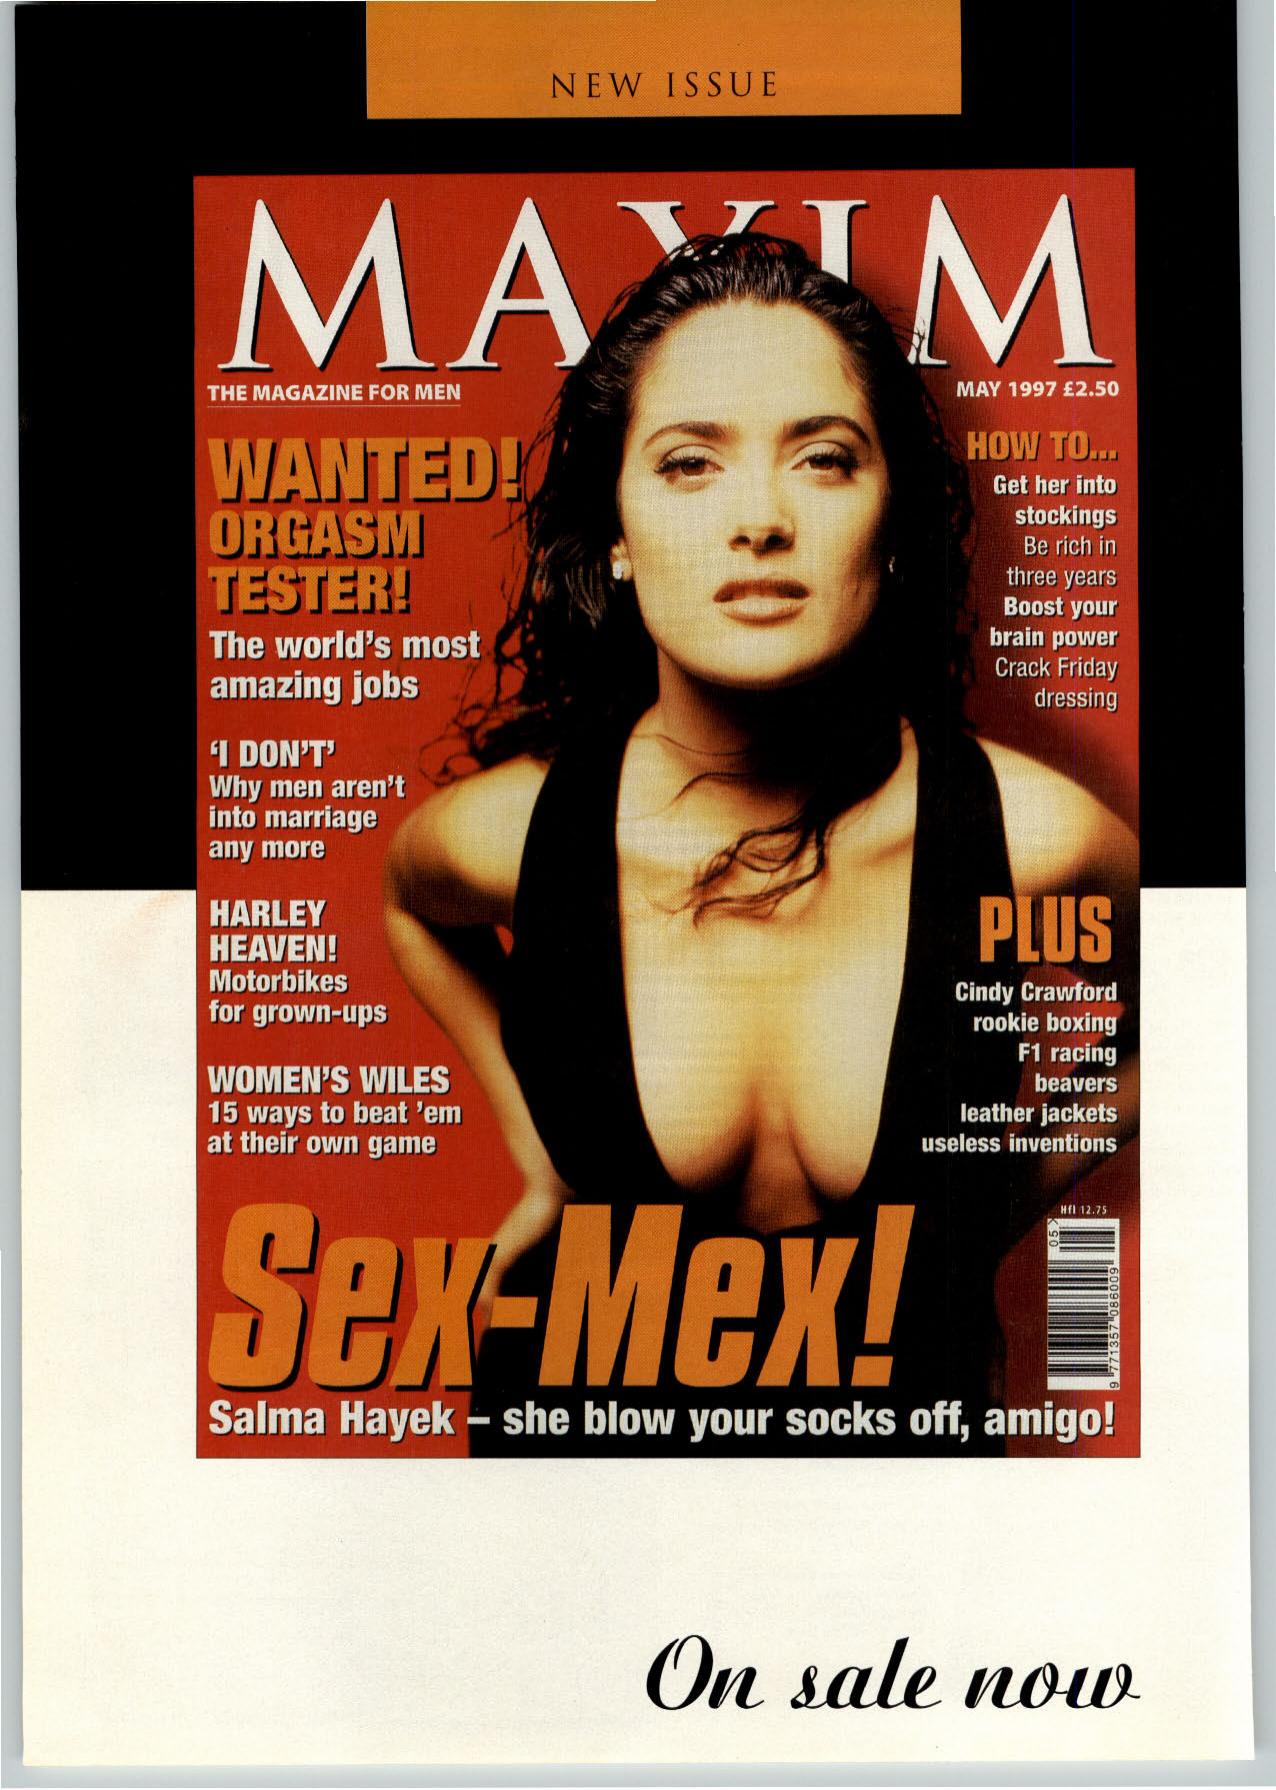 NEW ISSUE
MAXIM
THE MAGAZINE FOR MEN
MAY 1997 £2.50
WANTED!
ORGASM
TESTER!
The world's most
amazing jobs
'I DON'T'
Why men aren't
into marriage
any more
HARLEY
HEAVEN!
Motorbikes
for grown-ups
WOMEN'S WILES
15 ways to beat 'em
at their own game
HOW TO...
Get her into
stockings
Be rich in
three years
Boost your
brain power
Crack Friday
dressing
PLUS
Cindy Crawford
rookie boxing
F1 racing
beavers
leather jackets
useless inventions
Hfl 12.75
05>
9 771357 086009
Sex-Mex!
Salma Hayek – she blow your socks off, amigo!
On sale now